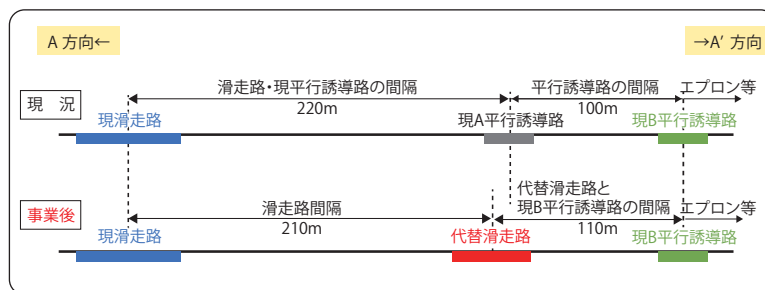 A 方向←
→A′ 方向
現 況
滑走路・現平行誘導路の間隔
220m
平行誘導路の間隔
100m
エプロン等
現滑走路
現A平行誘導路
現B平行誘導路
事業後
滑走路間隔
210m
代替滑走路と
現B平行誘導路の間隔
110m
エプロン等
現滑走路
代替滑走路
現B平行誘導路